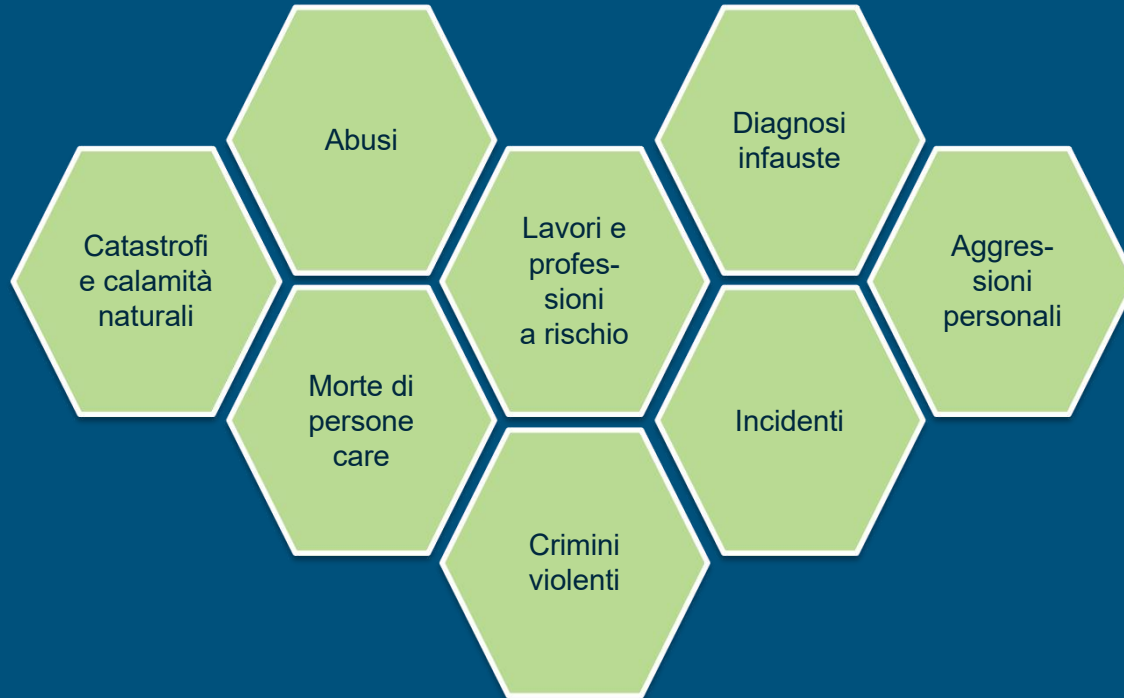 Abusi
Diagnosi
infauste
Catastrofi
e calamità
naturali
Lavori e
profes-
sioni
a rischio
Aggres-
sioni
personali
Morte di
persone
care
Incidenti
Crimini
violenti